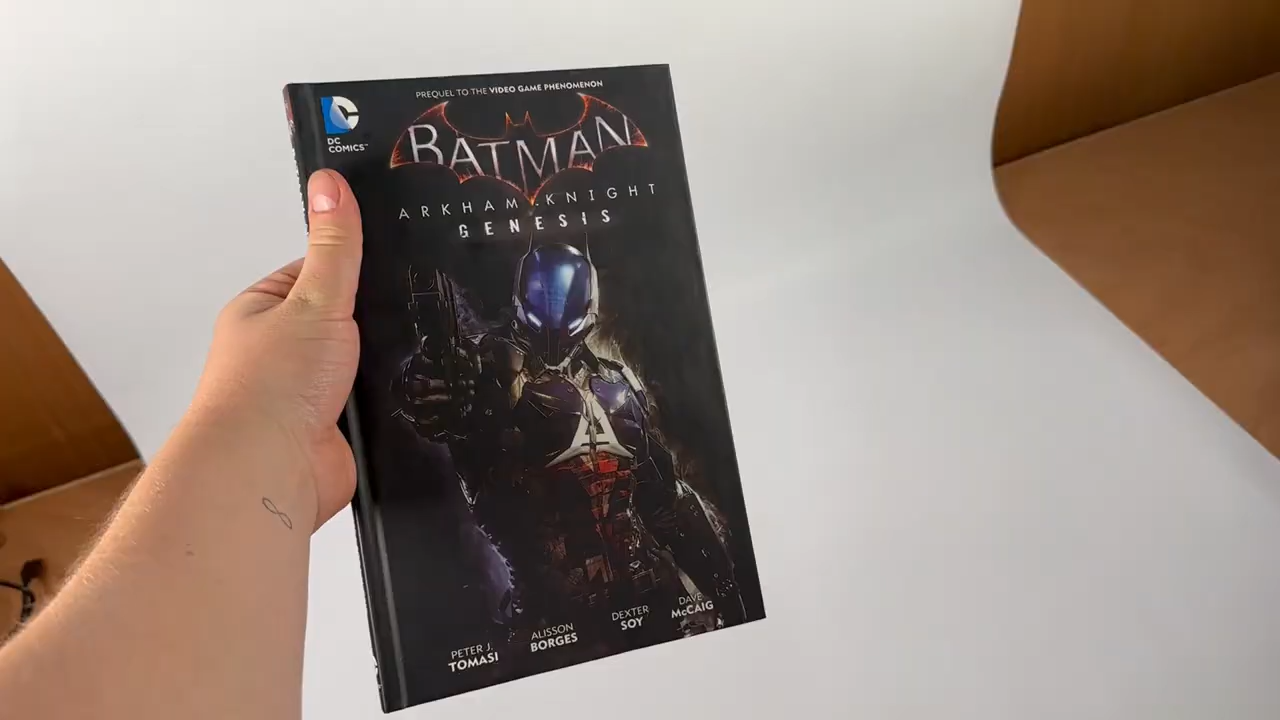 PREQUEL TO THE VIDEO GAME PHENOMENON
DC
COMICS™
BATMAN
ARKHAM KNIGHT
GENESIS
A
PETER J.
TOMASI
ALISSON
BORGES
DEXTER
SOY
DAVE
McCAIG